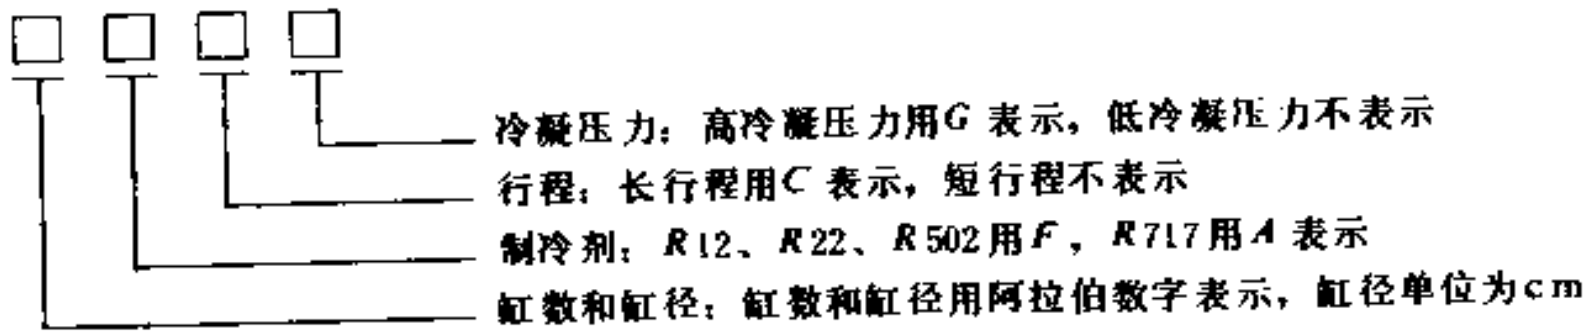 冷凝压力：高冷凝压力用G 表示，低冷凝压力不表示
行程：长行程用C 表示，短行程不表示
制冷剂：R12、R22、R502用F，R717用A 表示
缸数和缸径：缸数和缸径用阿拉伯数字表示，缸径单位为cm